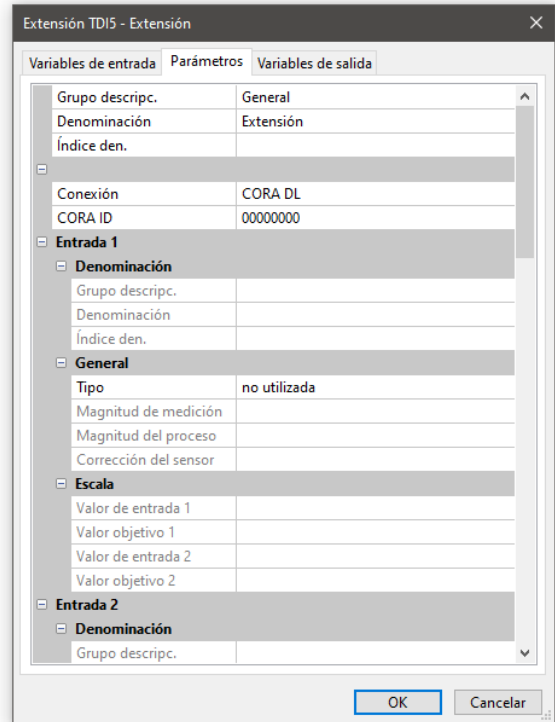 Extensión TDI5 - Extensión
Variables de entrada Parámetros Variables de salida
Grupo descripc. General
Denominación Extensión
Índice den.
Conexión CORA DL
CORA ID 00000000
Entrada 1
Denominación
Grupo descripc.
Denominación
Índice den.
General
Tipo no utilizada
Magnitud de medición
Magnitud del proceso
Corrección del sensor
Escala
Valor de entrada 1
Valor objetivo 1
Valor de entrada 2
Valor objetivo 2
Entrada 2
Denominación
Grupo descripc.
OK Cancelar